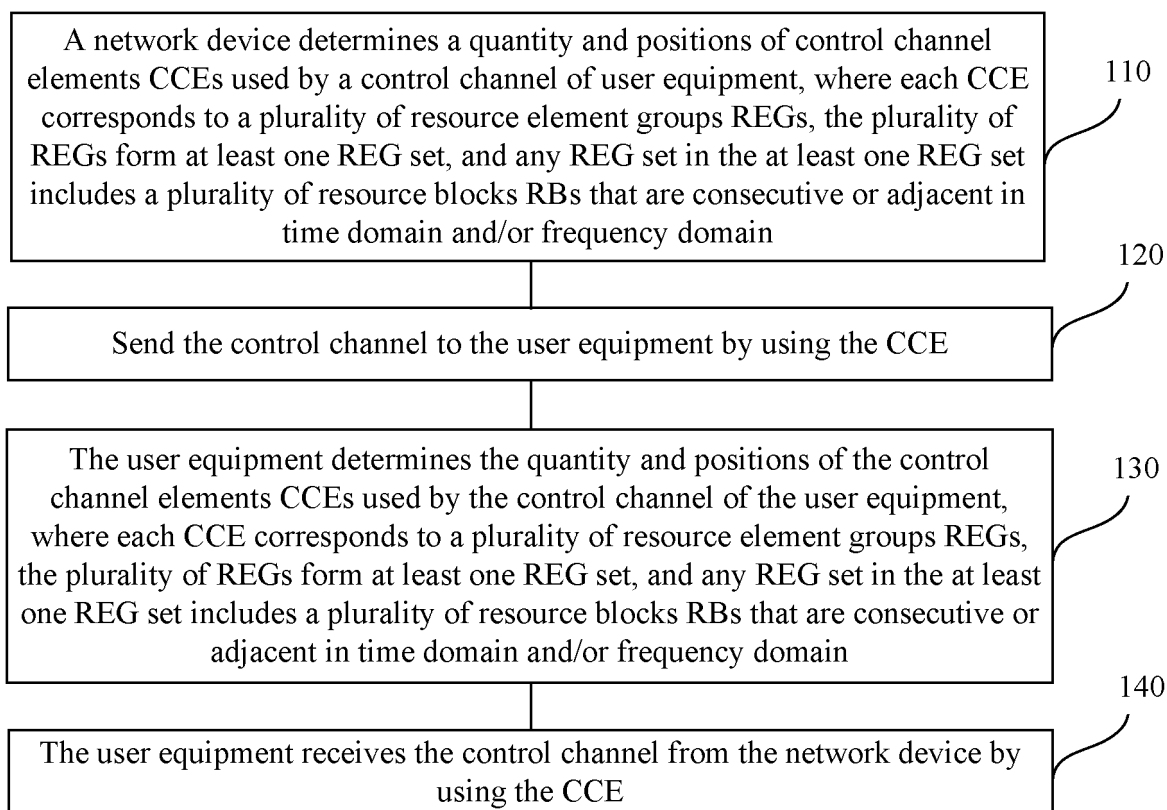 A network device determines a quantity and positions of control channel
elements CCEs used by a control channel of user equipment, where each CCE
corresponds to a plurality of resource element groups REGs, the plurality of
REGs form at least one REG set, and any REG set in the at least one REG set
includes a plurality of resource blocks RBs that are consecutive or adjacent in
time domain and/or frequency domain
110
120
Send the control channel to the user equipment by using the CCE
The user equipment determines the quantity and positions of the control
channel elements CCEs used by the control channel of the user equipment,
where each CCE corresponds to a plurality of resource element groups REGs,
the plurality of REGs form at least one REG set, and any REG set in the at least
one REG set includes a plurality of resource blocks RBs that are consecutive or
adjacent in time domain and/or frequency domain
130
140
The user equipment receives the control channel from the network device by
using the CCE